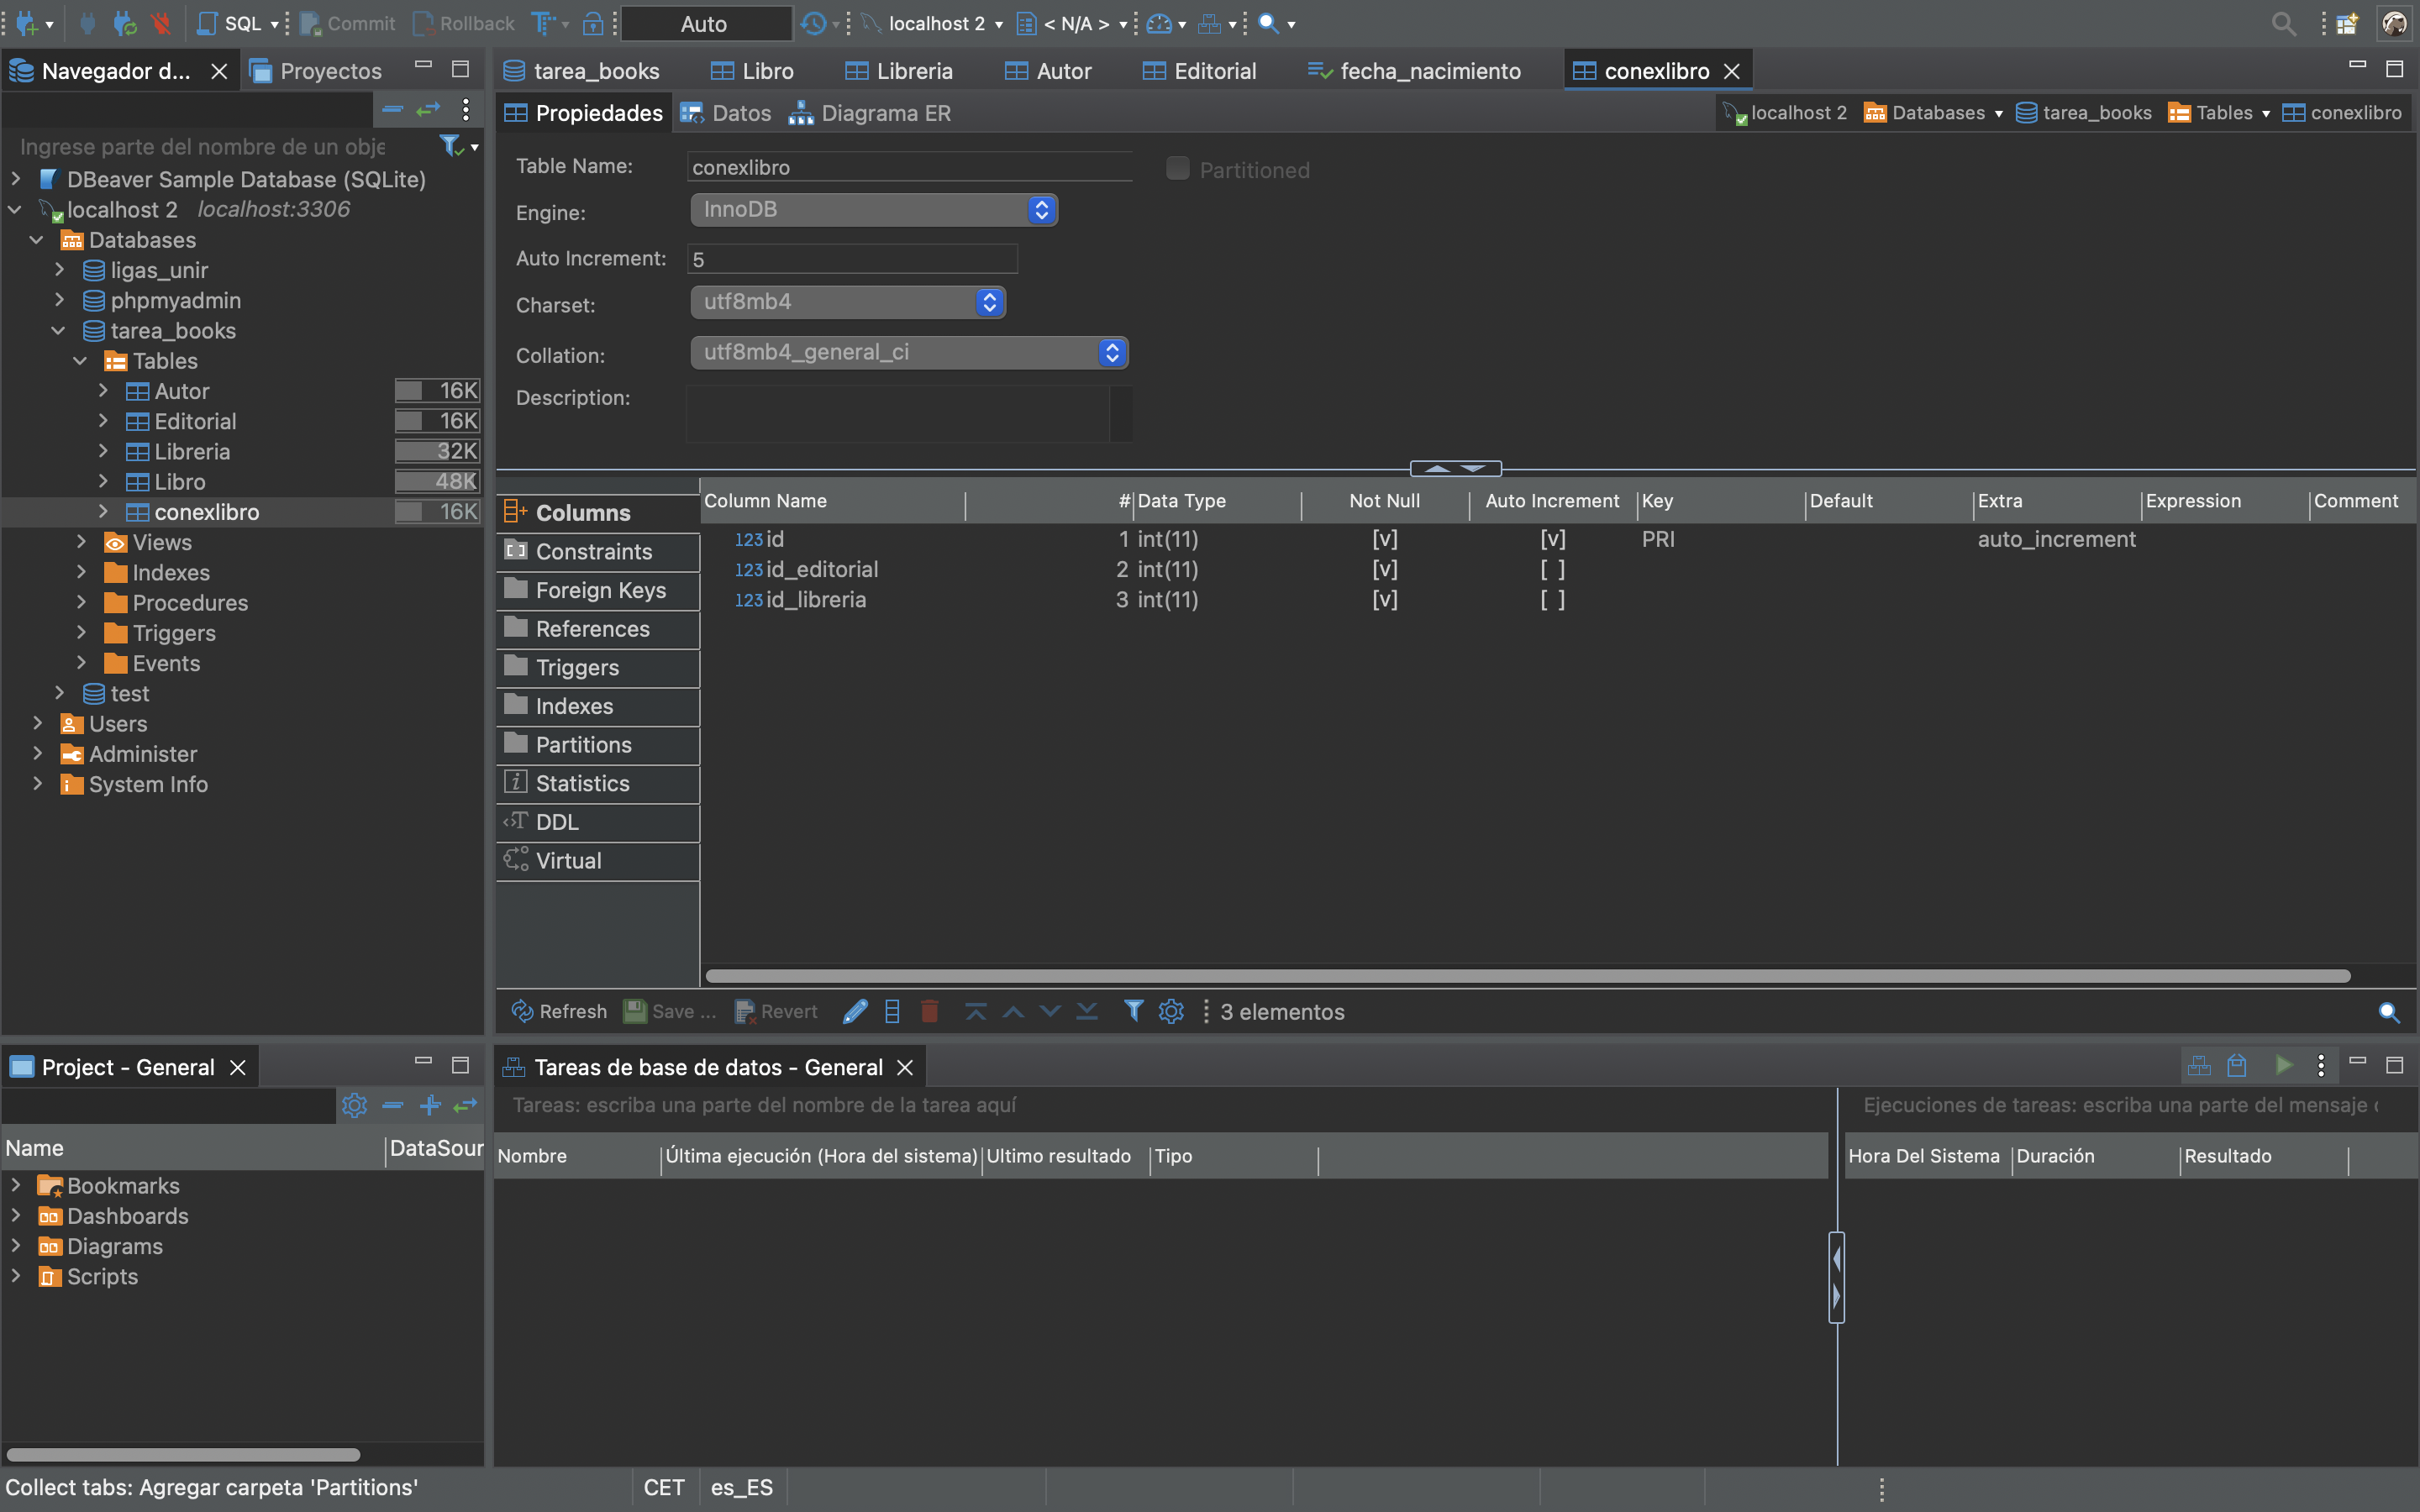 SQL Commit Rollback Auto localhost 2 < N/A >
Navegador d... Proyectos
Ingrese parte del nombre de un obje
DBeaver Sample Database (SQLite)
localhost 2 localhost:3306
Databases
ligas_unir
phpmyadmin
tarea_books
Tables
Autor 16K
Editorial 16K
Libreria 32K
Libro 48K
conexlibro 16K
Views
Indexes
Procedures
Triggers
Events
test
Users
Administer
System Info
tarea_books Libro Libreria Autor Editorial fecha_nacimiento conexlibro
Propiedades Datos Diagrama ER localhost 2 Databases tarea_books Tables conexlibro
Table Name: conexlibro Partitioned
Engine: InnoDB
Auto Increment: 5
Charset: utf8mb4
Collation: utf8mb4_general_ci
Description:
Columns
Constraints
Foreign Keys
References
Triggers
Indexes
Partitions
Statistics
DDL
Virtual
Column Name # Data Type Not Null Auto Increment Key Default Extra Expression Comment
123 id 1 int(11) [v] [v] PRI auto_increment
123 id_editorial 2 int(11) [v] [ ]
123 id_libreria 3 int(11) [v] [ ]
Refresh Save ... Revert 3 elementos
Project - General
Name DataSour
Bookmarks
Dashboards
Diagrams
Scripts
Tareas de base de datos - General
Tareas: escriba una parte del nombre de la tarea aquí
Nombre Última ejecución (Hora del sistema) Ultimo resultado Tipo
Ejecuciones de tareas: escriba una parte del mensaje
Hora Del Sistema Duración Resultado
Collect tabs: Agregar carpeta 'Partitions' CET es_ES